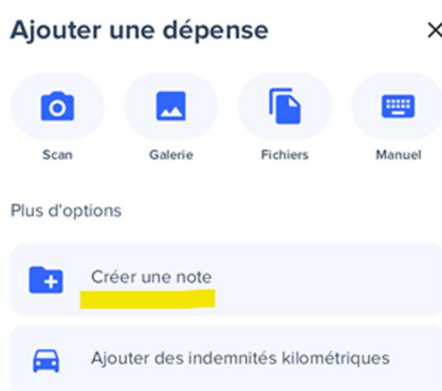 Ajouter une dépense
Scan Galerie Fichiers Manuel
Plus d'options
Créer une note
Ajouter des indemnités kilométriques